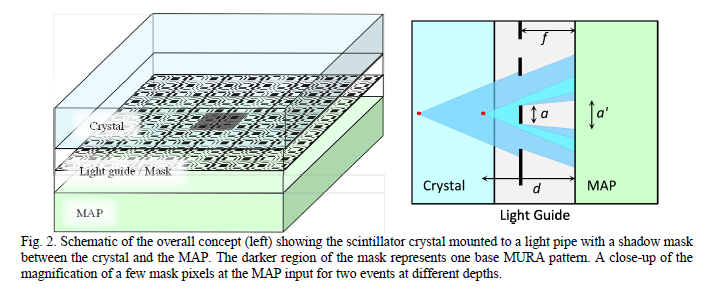 Crystal
Light guide / Mask
MAP
f
a
a'
Crystal
d
MAP
Light Guide
Fig. 2. Schematic of the overall concept (left) showing the scintillator crystal mounted to a light pipe with a shadow mask
between the crystal and the MAP. The darker region of the mask represents one base MURA pattern. A close-up of the
magnification of a few mask pixels at the MAP input for two events at different depths.